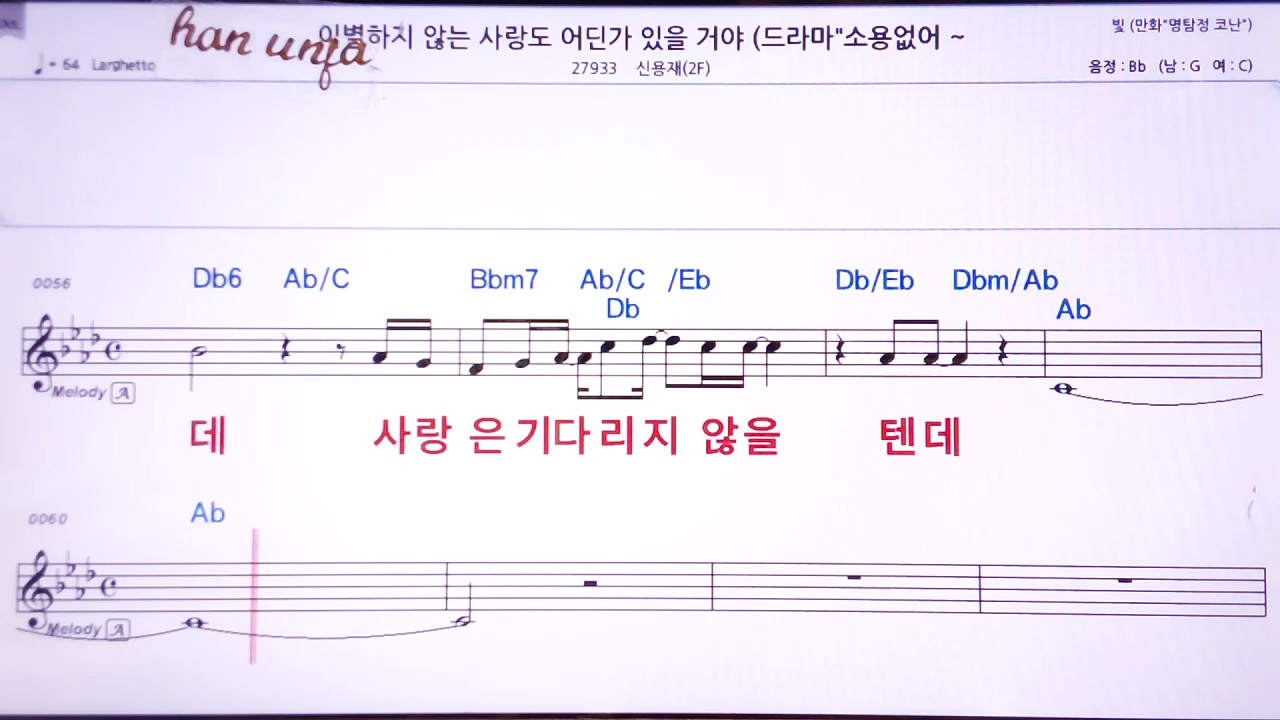 han unja
이별하지 않는 사랑도 어딘가 있을 거야 (드라마"소용없어 ~
빛 (만화"명탐정 코난")
♩= 64 Larghetto
27933 신용재(2F)
음정 : Bb (남 : G 여 : C)
0056 Db6 Ab/C Bbm7 Ab/C /Eb Db/Eb Dbm/Ab
Db Ab
Melody A
데 사랑 은기다리지 않을 텐데
0060 Ab
Melody A